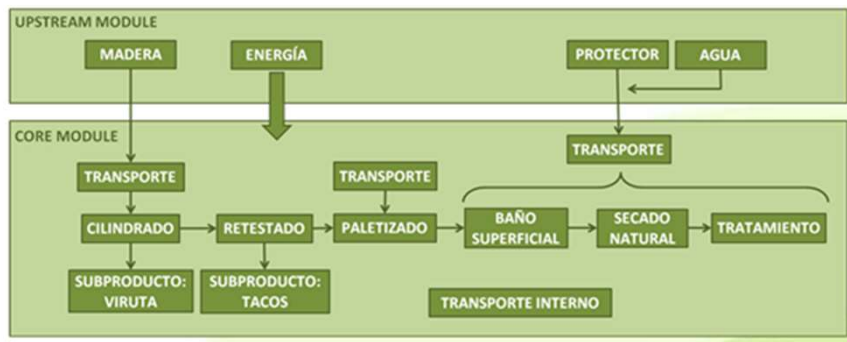 UPSTREAM MODULE
MADERA
ENERGÍA
PROTECTOR
AGUA
CORE MODULE
TRANSPORTE
TRANSPORTE
TRANSPORTE
CILINDRADO
RETESTADO
PALETIZADO
BAÑO
SUPERFICIAL
SECADO
NATURAL
TRATAMIENTO
SUBPRODUCTO:
VIRUTA
SUBPRODUCTO:
TACOS
TRANSPORTE INTERNO